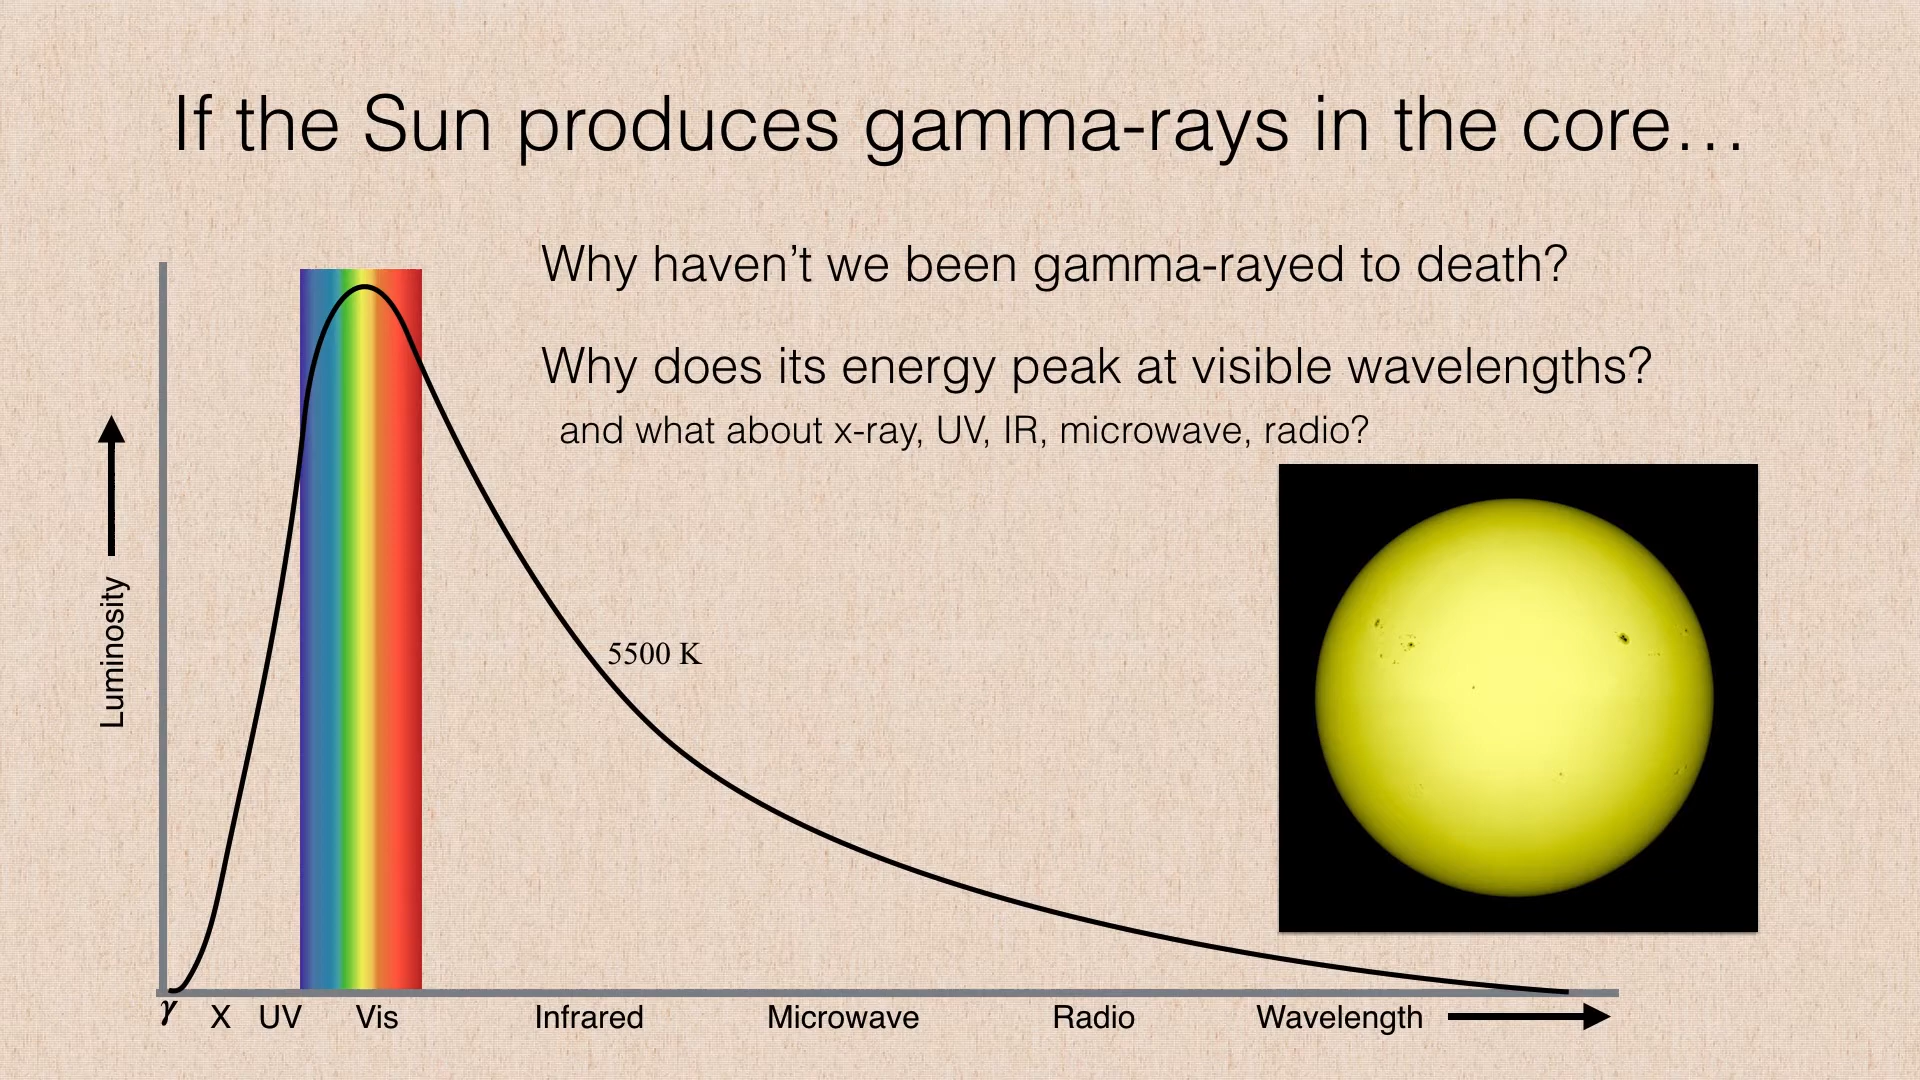 If the Sun produces gamma-rays in the core…
Why haven’t we been gamma-rayed to death?
Why does its energy peak at visible wavelengths?
and what about x-ray, UV, IR, microwave, radio?
Luminosity
5500 K
γ X UV Vis Infrared Microwave Radio Wavelength